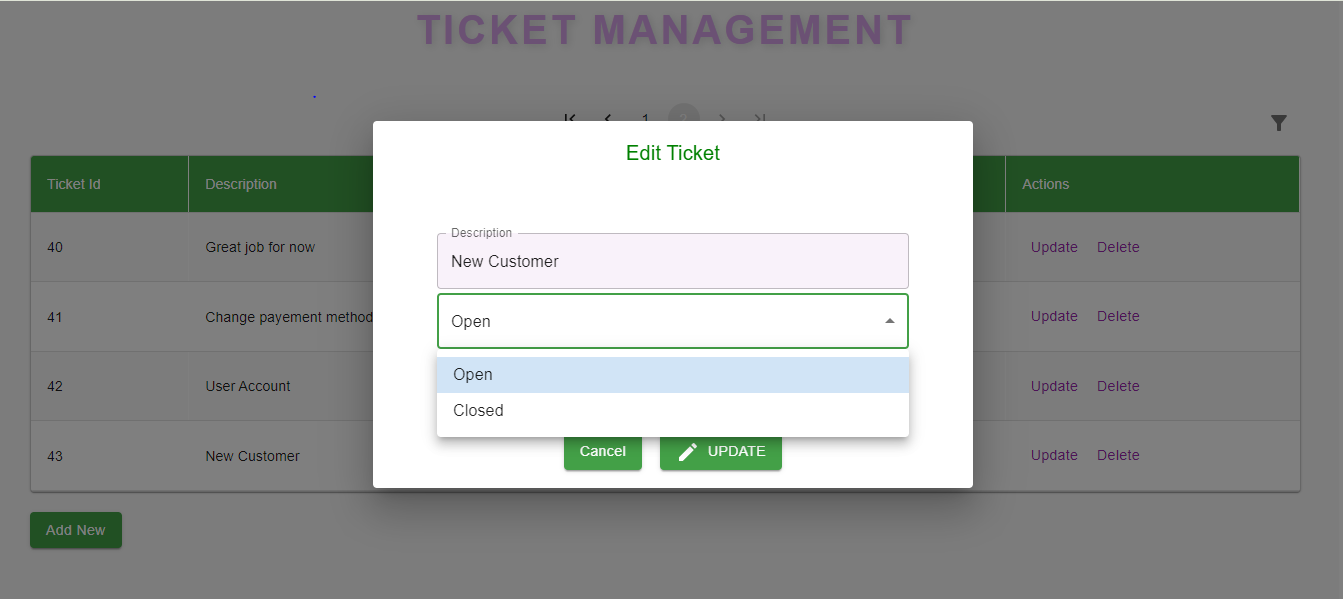 TICKET MANAGEMENT
1 2
Edit Ticket
Ticket Id Description Actions
Description
New Customer
Open
Open
Closed
40 Great job for now Update Delete
41 Change payement method Update Delete
42 User Account Update Delete
43 New Customer Update Delete
Cancel UPDATE
Add New